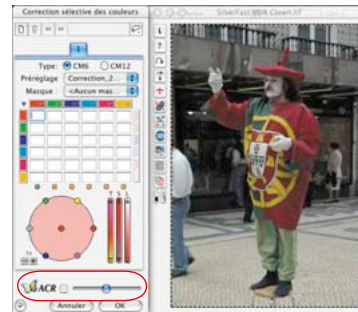 Correction sélective des couleurs
SilverFast HDR-Clown.tif
1
Type: CM6 CM12
Préréglage Correction_2...
Masque : <Aucun mas...
T S L
ACR
Annuler OK